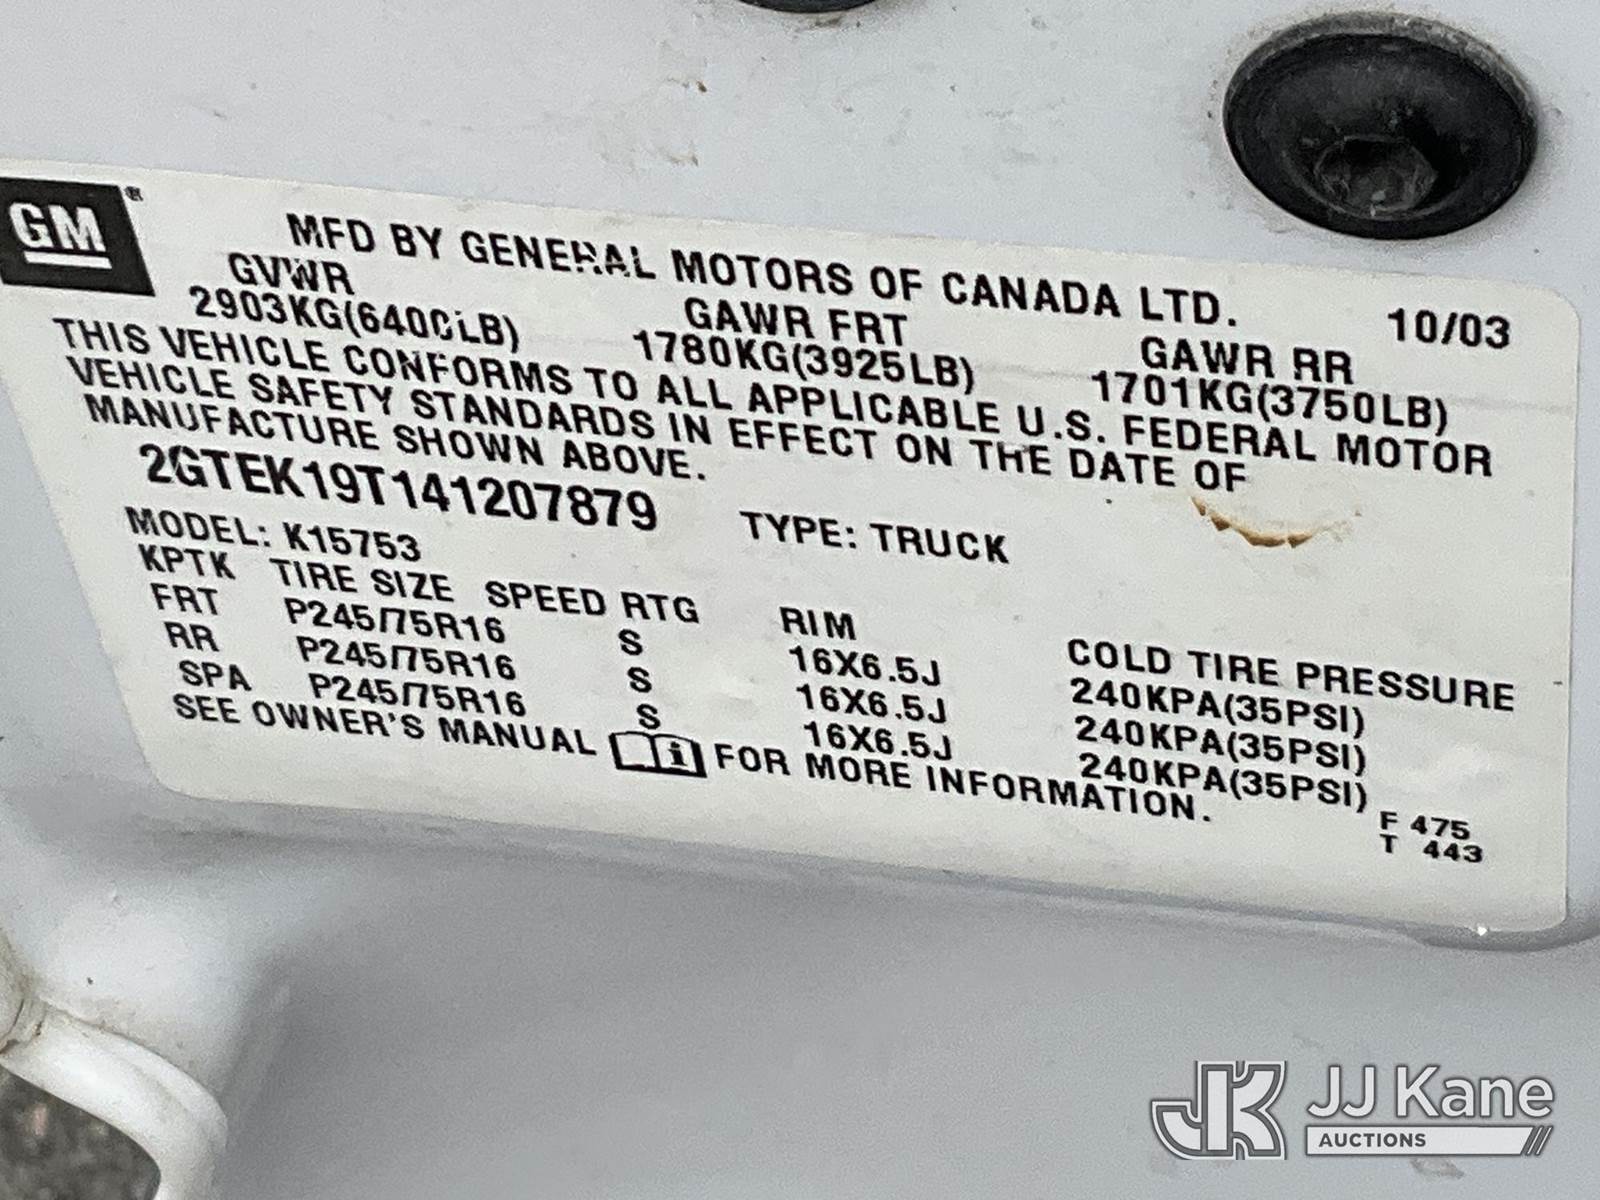 GM®
MFD BY GENERAL MOTORS OF CANADA LTD. 10/03
GVWR GAWR FRT GAWR RR
2903KG(6400LB) 1780KG(3925LB) 1701KG(3750LB)
THIS VEHICLE CONFORMS TO ALL APPLICABLE U.S. FEDERAL MOTOR
VEHICLE SAFETY STANDARDS IN EFFECT ON THE DATE OF
MANUFACTURE SHOWN ABOVE.
2GTEK19T141207879 TYPE: TRUCK
MODEL: K15753
KPTK TIRE SIZE SPEED RTG RIM COLD TIRE PRESSURE
FRT P245/75R16 S 16X6.5J 240KPA(35PSI)
RR P245/75R16 S 16X6.5J 240KPA(35PSI)
SPA P245/75R16 S 16X6.5J 240KPA(35PSI)
SEE OWNER'S MANUAL i FOR MORE INFORMATION.
F 475
T 443
JK JJ Kane
AUCTIONS